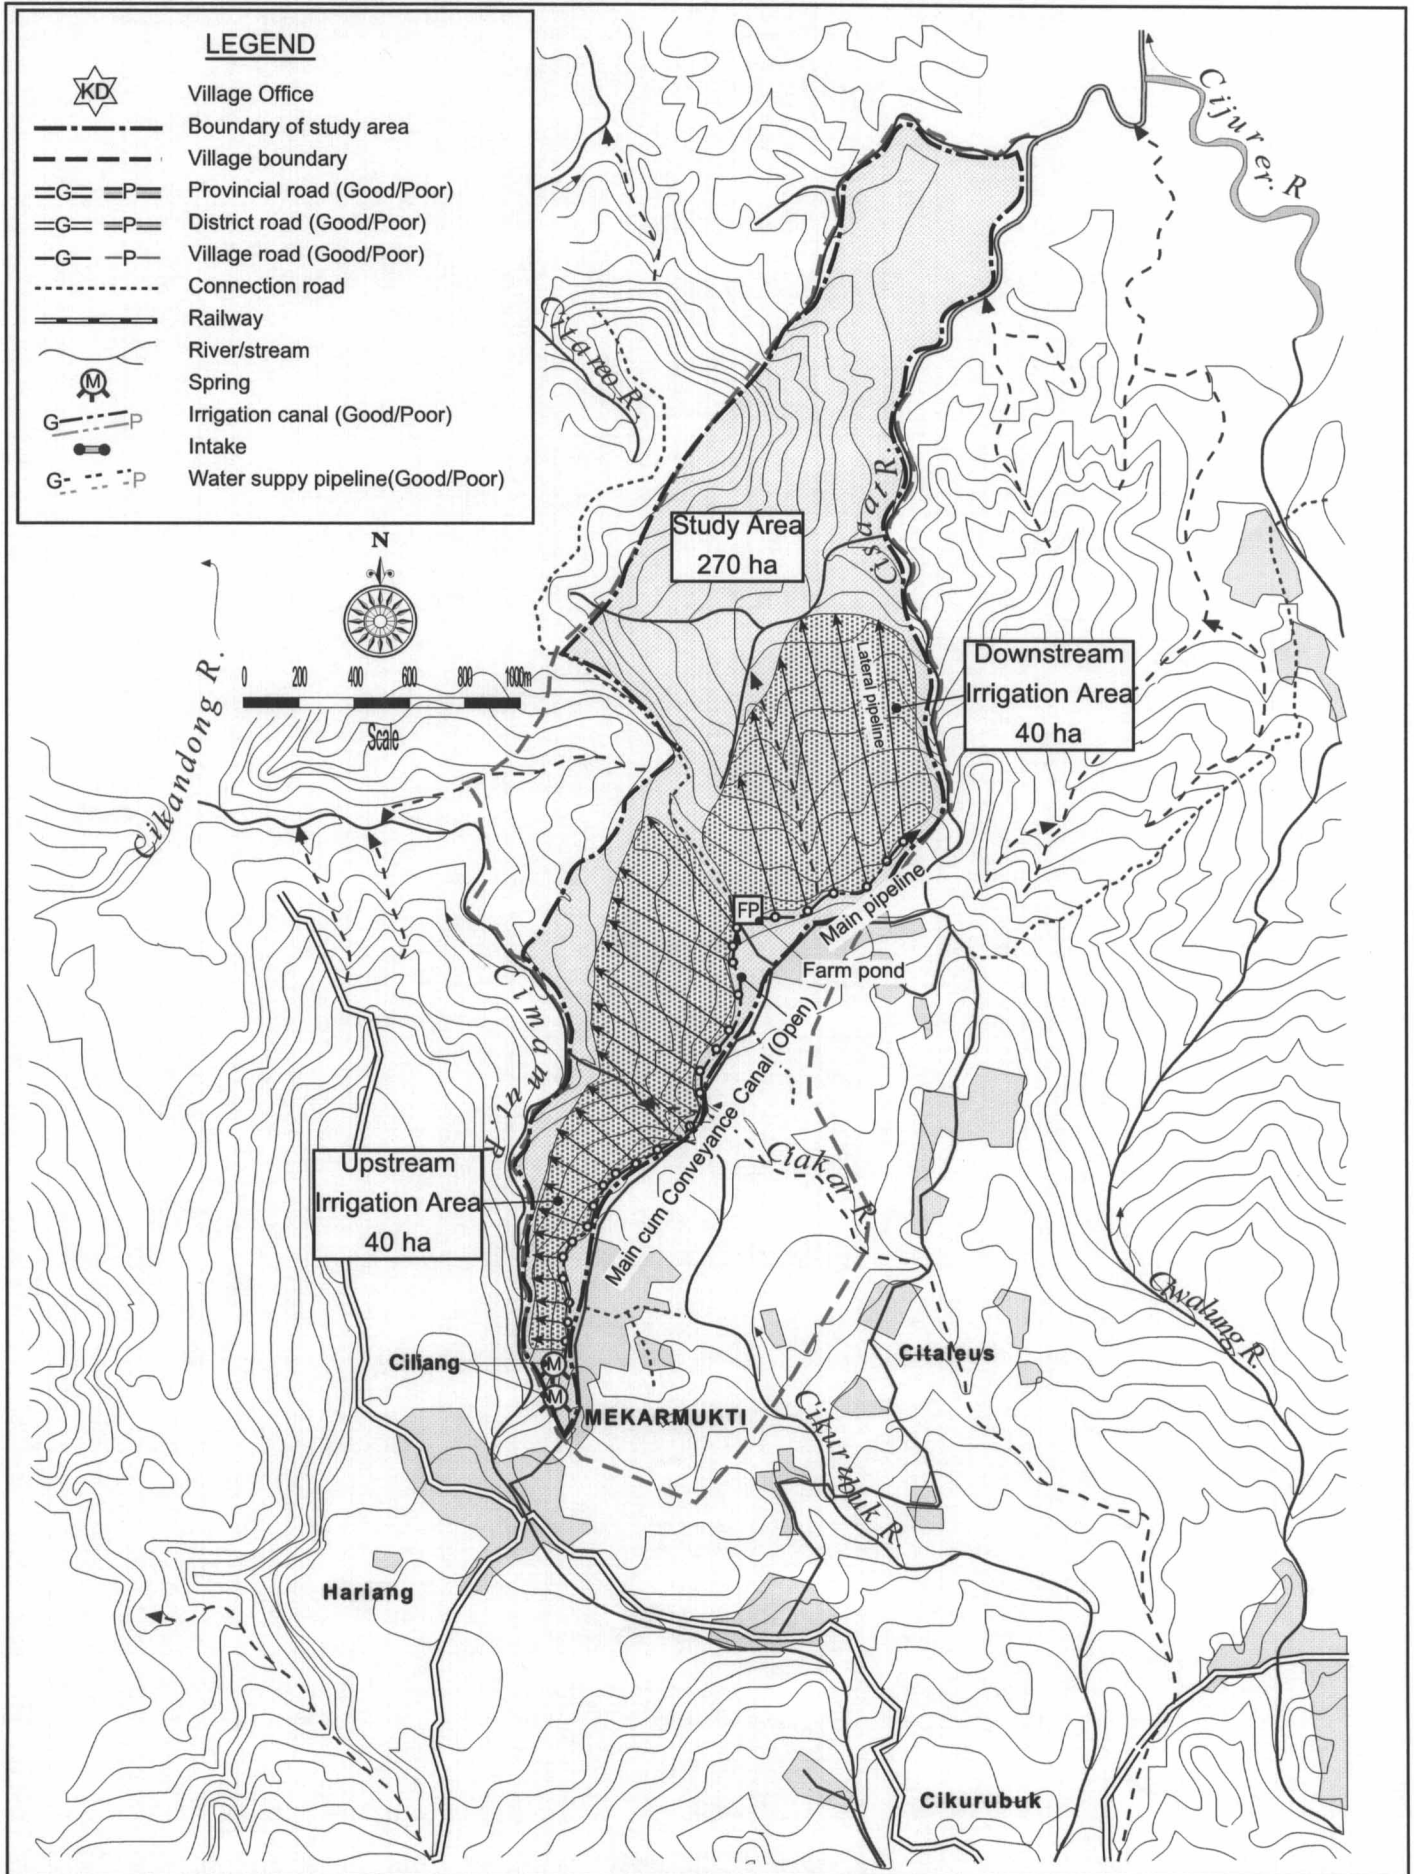 LEGEND
KD
Village Office
Boundary of study area
Village boundary
G P Provincial road (Good/Poor)
G P District road (Good/Poor)
G P Village road (Good/Poor)
Connection road
Railway
River/stream
M Spring
G P Irrigation canal (Good/Poor)
Intake
G P Water suppy pipeline(Good/Poor)
Cijurer R
Citareo R.
Cisaat R.
Study Area
270 ha
N
0 200 400 600 800 1000m
Scale
Cikandong R.
Lateral pipeline
Downstream
Irrigation Area
40 ha
FP
Main pipeline
Farm pond
Main cum Conveyance Canal (Open)
Upstream
Irrigation Area
40 ha
Ciakar R.
Ciwalung R.
Ciliang
M
M
MEKARMUKTI
Citaleus
Cikurubuk R.
Hariang
Cikurubuk